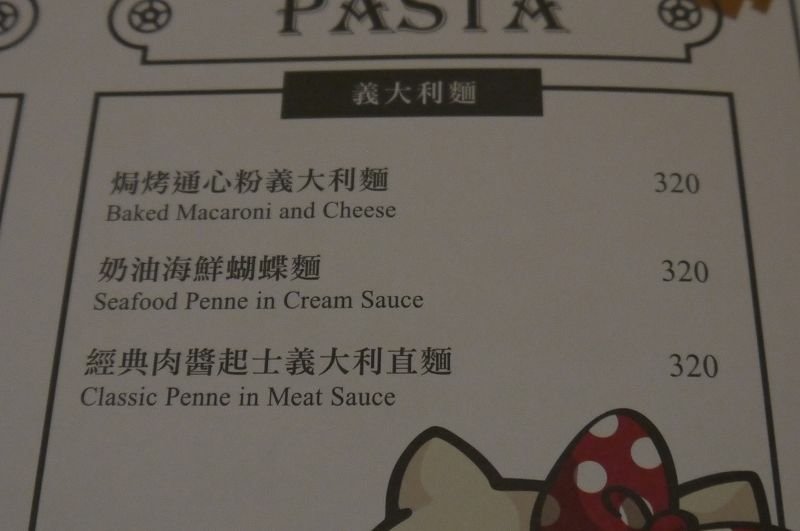 PASTA
義大利麵
焗烤通心粉義大利麵 320
Baked Macaroni and Cheese
奶油海鮮蝴蝶麵 320
Seafood Penne in Cream Sauce
經典肉醬起士義大利直麵 320
Classic Penne in Meat Sauce